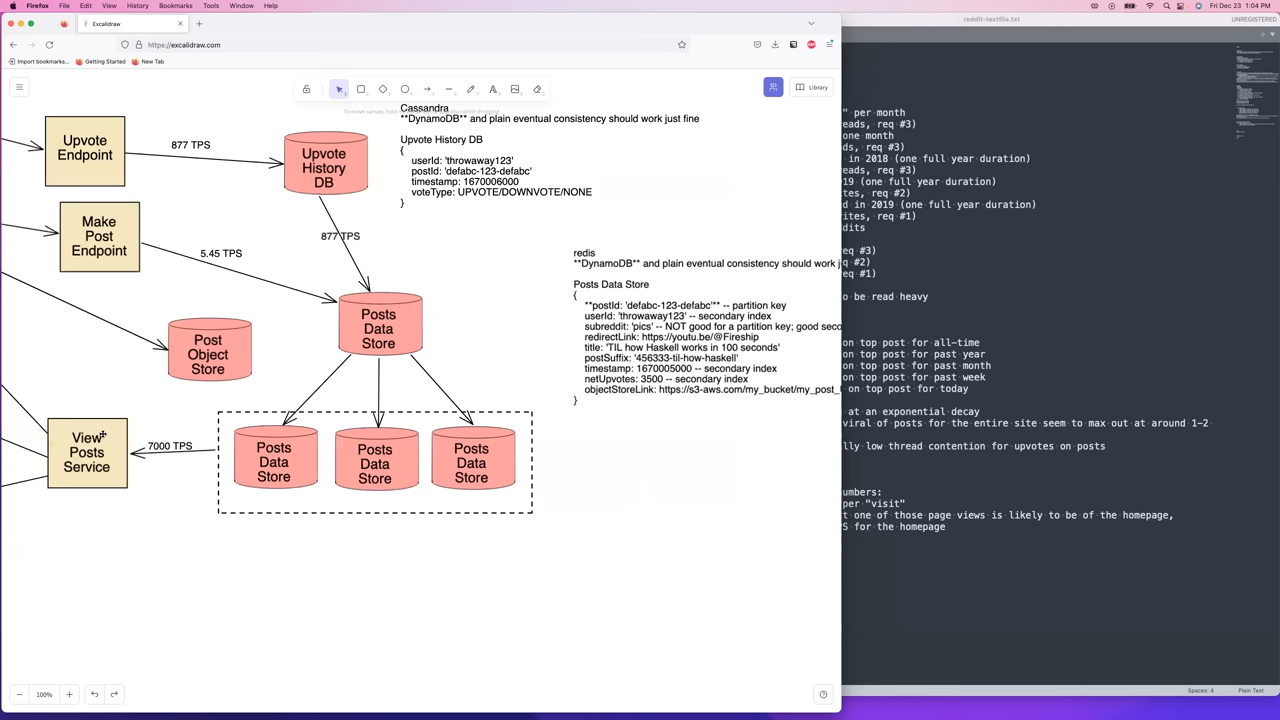 Firefox File Edit View History Bookmarks Tools Window Help
Fri Dec 23 1:04 PM
Excalidraw
reddit-testfile.txt
UNREGISTERED
https://excalidraw.com
Import bookmarks...
Getting Started
New Tab
Library
To move canvas, hold
Cassandra
**DynamoDB** and plain eventual consistency should work just fine
Upvote History DB
{
userId: 'throwaway123'
postId: 'defabc-123-defabc'
timestamp: 1670006000
voteType: UPVOTE/DOWNVOTE/NONE
}
Upvote
Endpoint
877 TPS
Upvote
History
DB
Make
Post
Endpoint
877 TPS
5.45 TPS
redis
**DynamoDB** and plain eventual consistency should work j
Posts Data Store
{
**postId: 'defabc-123-defabc'** -- partition key
userId: 'throwaway123' -- secondary index
subreddit: 'pics' -- NOT good for a partition key; good seco
redirectLink: https://youtu.be/@Fireship
title: 'TIL how Haskell works in 100 seconds'
postSuffix: '456333-til-how-haskell'
timestamp: 1670005000 -- secondary index
netUpvotes: 3500 -- secondary index
objectStoreLink: https://s3-aws.com/my_bucket/my_post_
}
Posts
Data
Store
Post
Object
Store
View
Posts
Service
7000 TPS
Posts
Data
Store
Posts
Data
Store
Posts
Data
Store
100%
" per month
reads, req #3)
one month
ds, req #3)
in 2018 (one full year duration)
reads, req #3)
19 (one full year duration)
ites, req #2)
ed in 2019 (one full year duration)
writes, req #1)
dits
eq #3)
eq #2)
eq #1)
o be read heavy
on top post for all-time
on top post for past year
on top post for past month
on top post for past week
on top post for today
at an exponential decay
viral of posts for the entire site seem to max out at around 1-2
lly low thread contention for upvotes on posts
umbers:
per "visit"
t one of those page views is likely to be of the homepage,
S for the homepage
Spaces: 4
Plain Text